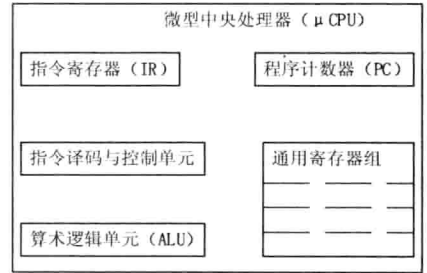 微型中央处理器（μCPU）
指令寄存器（IR）
程序计数器（PC）
指令译码与控制单元
通用寄存器组
算术逻辑单元（ALU）